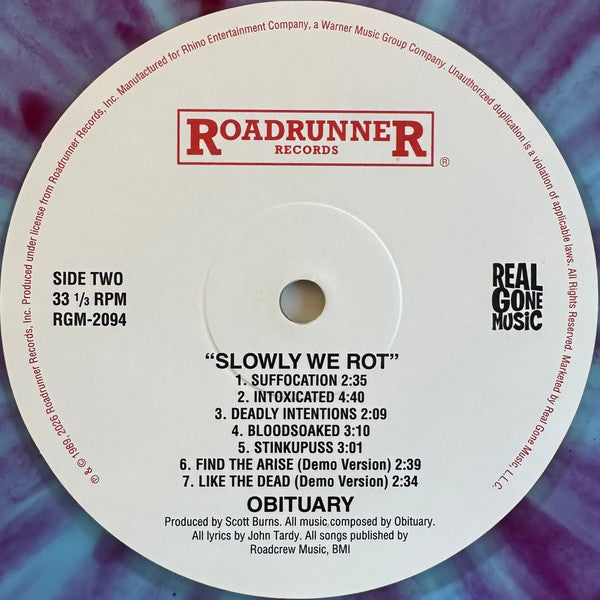 ℗ & © 1989, 2026 Roadrunner Records, Inc. Produced under license from Roadrunner Records, Inc. Manufactured for Rhino Entertainment Company, a Warner Music Group Company. Unauthorized duplication is a violation of applicable laws. All Rights Reserved. Marketed by Real Gone Music, L.L.C.
ROADRUNNER
RECORDS
®
SIDE TWO
33 1/3 RPM
RGM-2094
REAL
GONE
MUSIC
“SLOWLY WE ROT”
1. SUFFOCATION 2:35
2. INTOXICATED 4:40
3. DEADLY INTENTIONS 2:09
4. BLOODSOAKED 3:10
5. STINKUPUSS 3:01
6. FIND THE ARISE (Demo Version) 2:39
7. LIKE THE DEAD (Demo Version) 2:34
OBITUARY
Produced by Scott Burns. All music composed by Obituary.
All lyrics by John Tardy. All songs published by
Roadcrew Music, BMI